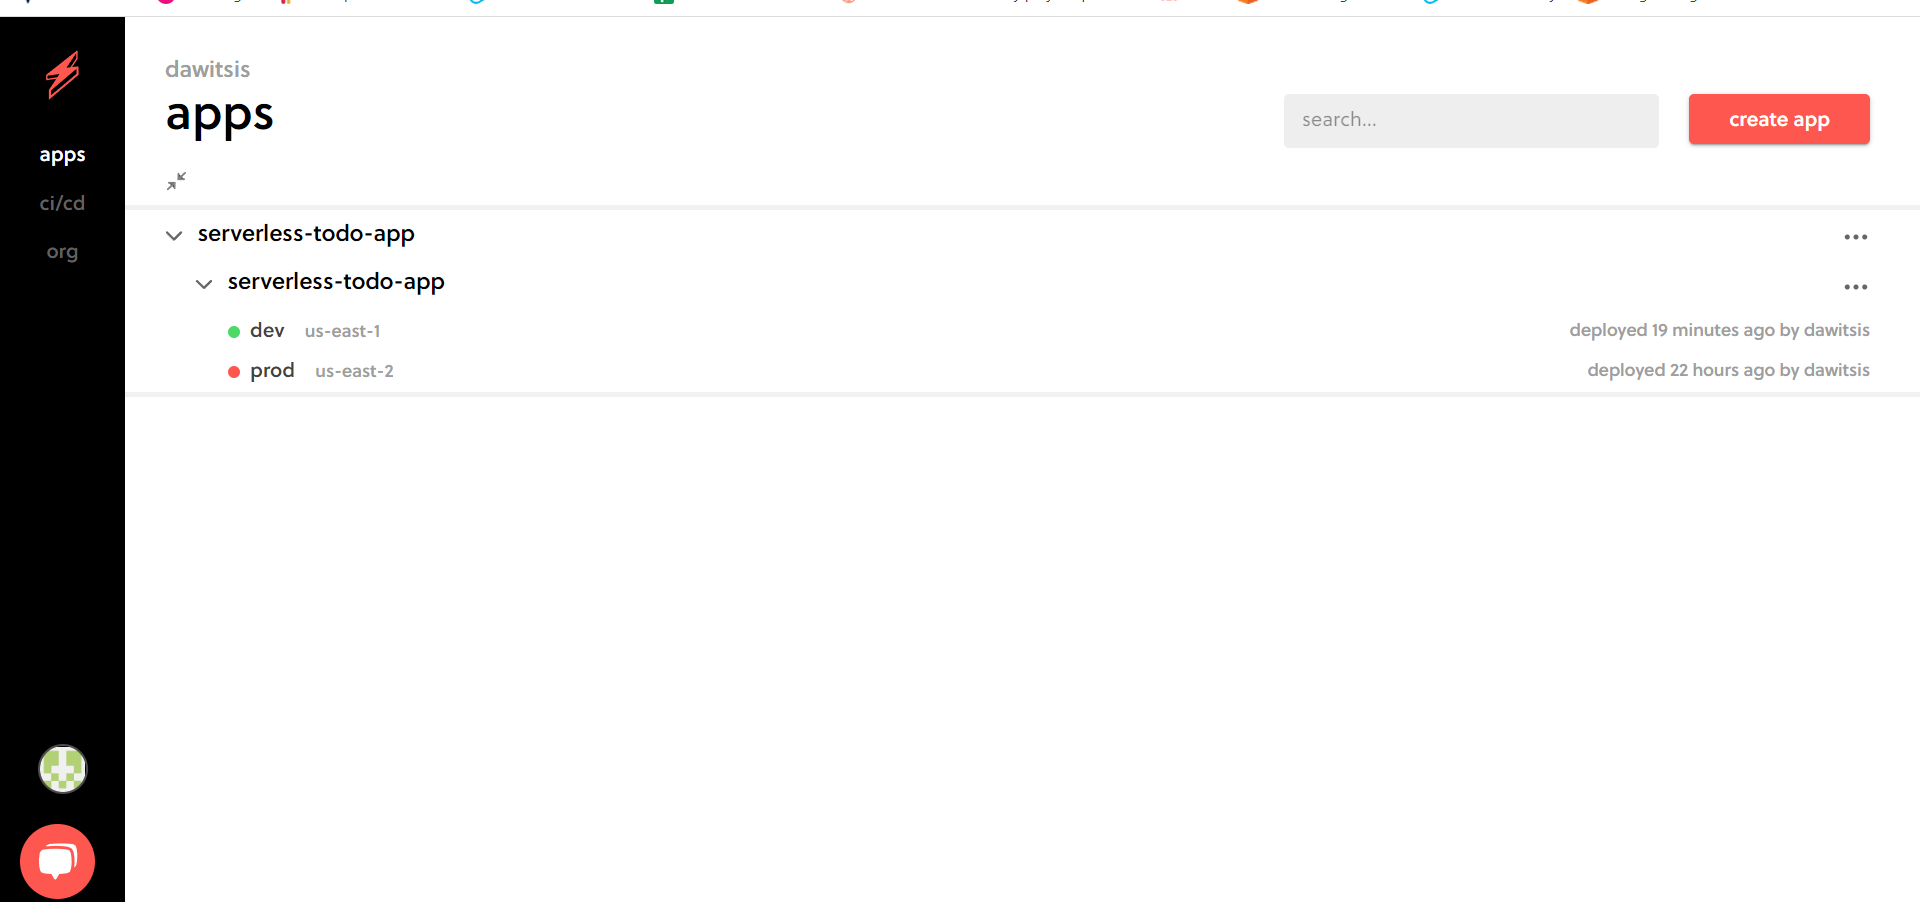 dawitsis
apps
search...
create app
apps
ci/cd
org
serverless-todo-app
serverless-todo-app
dev us-east-1 deployed 19 minutes ago by dawitsis
prod us-east-2 deployed 22 hours ago by dawitsis